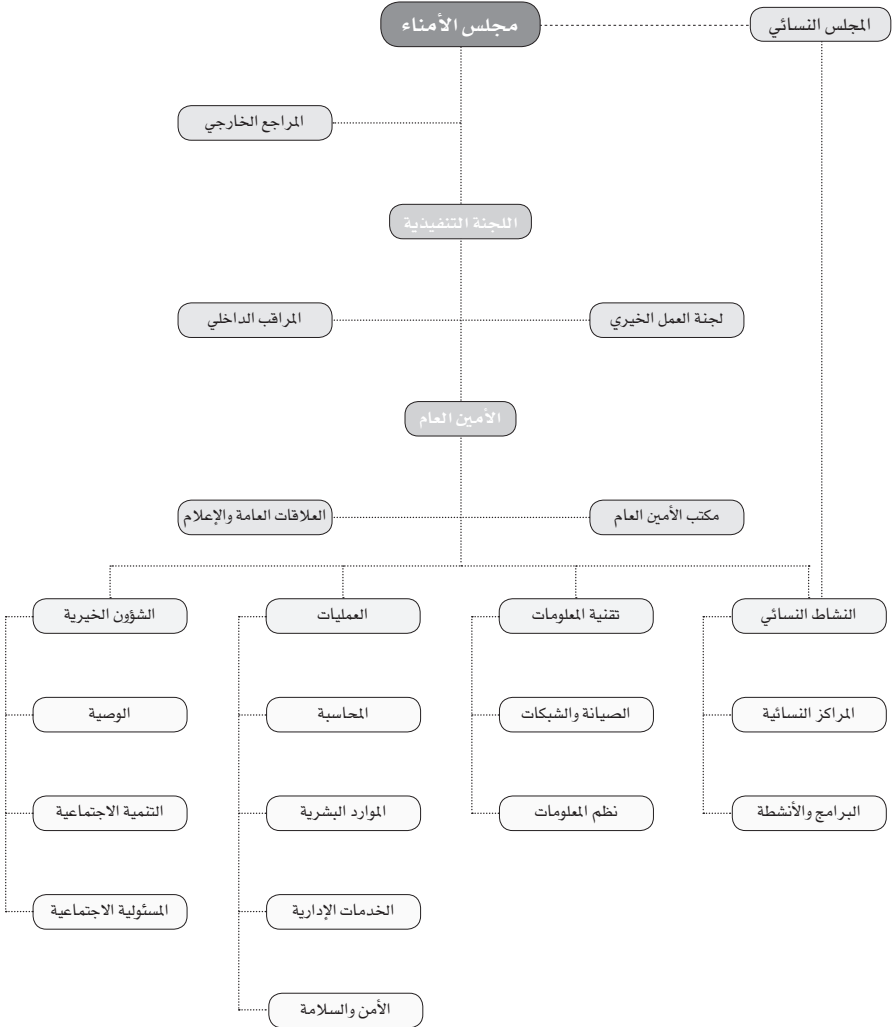 المجلس النسائي
مجلس الأمناء
المراجع الخارجي
اللجنة التنفيذية
لجنة العمل الخيري
المراقب الداخلي
الأمين العام
مكتب الأمين العام
العلاقات العامة والإعلام
النشاط النسائي
تقنية المعلومات
العمليات
الشؤون الخيرية
المراكز النسائية
الصيانة والشبكات
المحاسبة
الوصية
البرامج والأنشطة
نظم المعلومات
الموارد البشرية
التنمية الاجتماعية
الخدمات الإدارية
المسئولية الاجتماعية
الأمن والسلامة